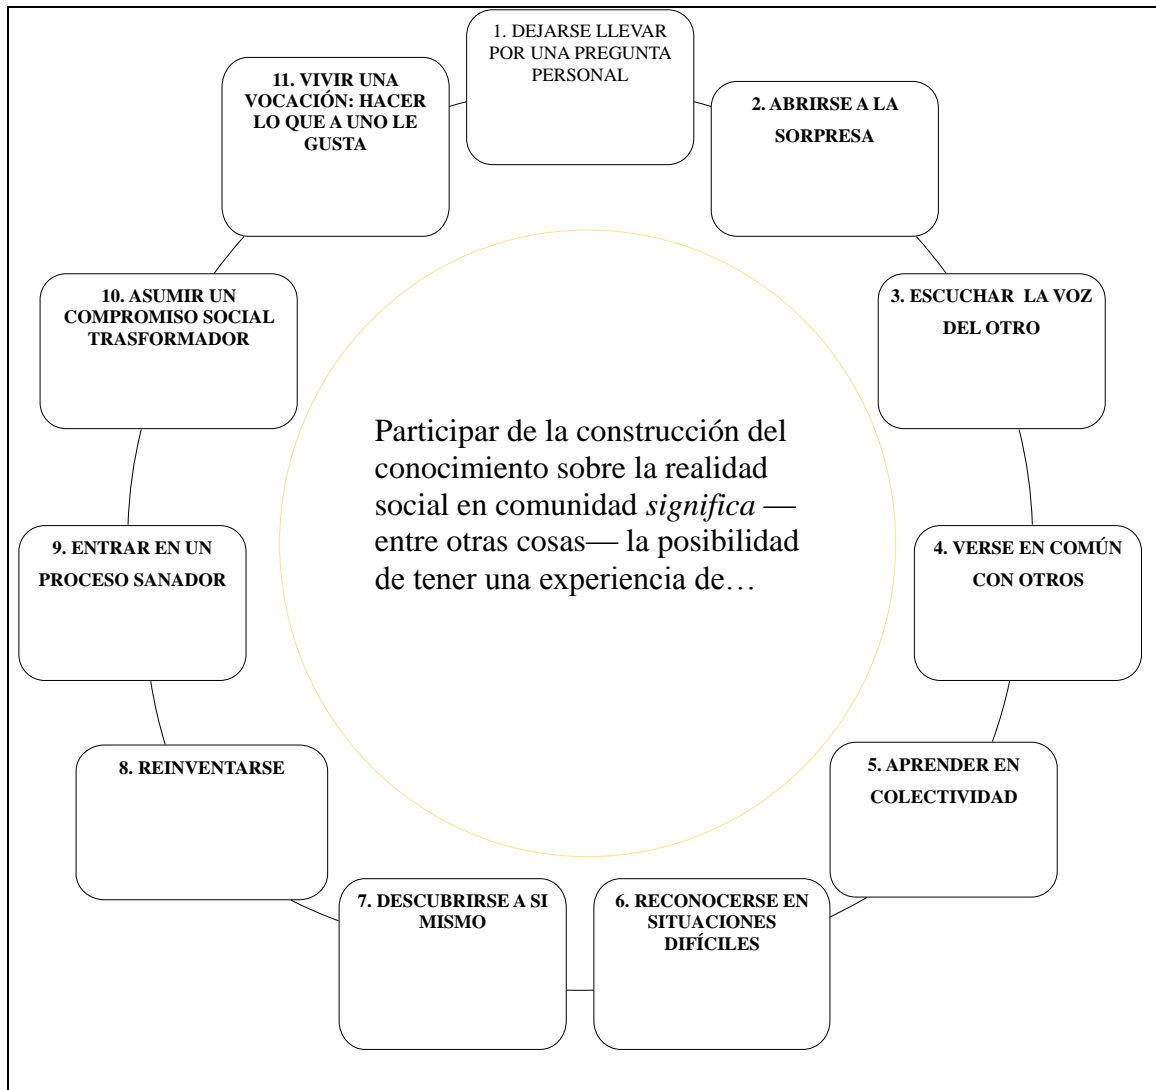 1. DEJARSE LLEVAR
POR UNA PREGUNTA
PERSONAL
2. ABRIRSE A LA
SORPRESA
3. ESCUCHAR LA VOZ
DEL OTRO
4. VERSE EN COMÚN
CON OTROS
5. APRENDER EN
COLECTIVIDAD
6. RECONOCERSE EN
SITUACIONES
DIFÍCILES
7. DESCUBRIRSE A SI
MISMO
8. REINVENTARSE
9. ENTRAR EN UN
PROCESO SANADOR
10. ASUMIR UN
COMPROMISO SOCIAL
TRASFORMADOR
11. VIVIR UNA
VOCACIÓN: HACER
LO QUE A UNO LE
GUSTA
Participar de la construcción del
conocimiento sobre la realidad
social en comunidad significa —
entre otras cosas— la posibilidad
de tener una experiencia de…